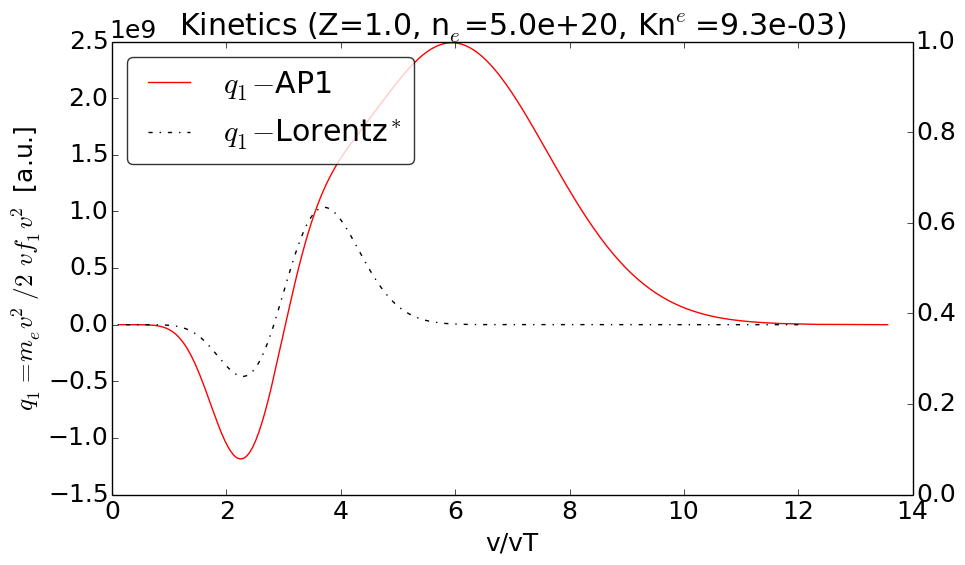 Kinetics (Z=1.0, n_e=5.0e+20, Kn^e=9.3e-03)
1e9
q_1−AP1
q_1−Lorentz*
2.5
2.0
1.5
1.0
0.5
0.0
−0.5
−1.0
−1.5
q_1 = m_e v^2 / 2 v f_1 v^2 [a.u.]
1.0
0.8
0.6
0.4
0.2
0.0
0 2 4 6 8 10 12 14
v/vT